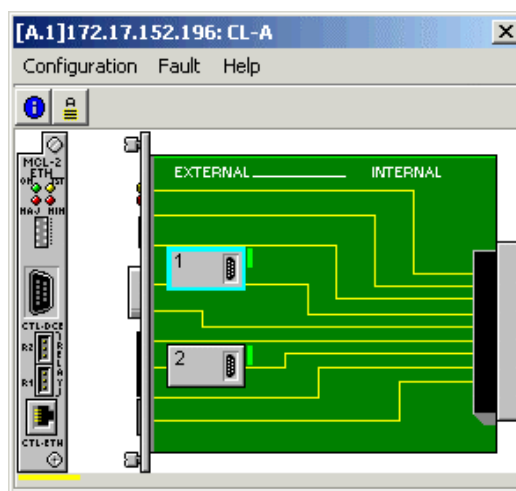 [A.1]172.17.152.196: CL-A
Configuration Fault Help
MCL-2
ETH
ON TST
MAJ MIN
EXTERNAL INTERNAL
1
CTL-DCE
R2
R1
RELAY
2
CTL-ETH